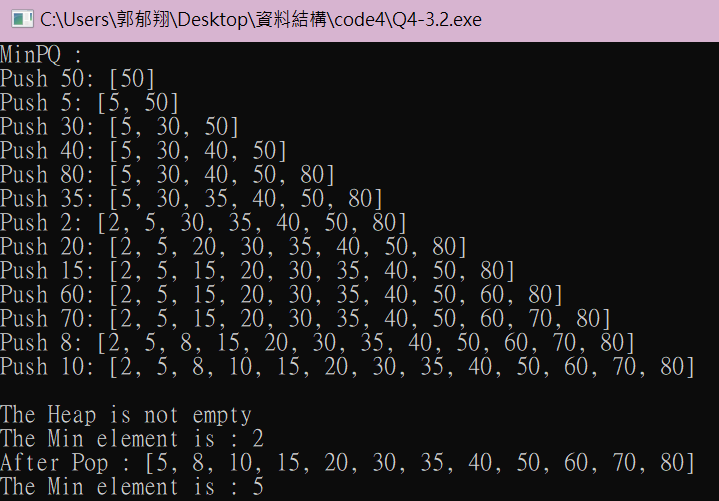 C:\Users\郭郁翔\Desktop\資料結構\code4\Q4-3.2.exe
MinPQ :
Push 50: [50]
Push 5: [5, 50]
Push 30: [5, 30, 50]
Push 40: [5, 30, 40, 50]
Push 80: [5, 30, 40, 50, 80]
Push 35: [5, 30, 35, 40, 50, 80]
Push 2: [2, 5, 30, 35, 40, 50, 80]
Push 20: [2, 5, 20, 30, 35, 40, 50, 80]
Push 15: [2, 5, 15, 20, 30, 35, 40, 50, 80]
Push 60: [2, 5, 15, 20, 30, 35, 40, 50, 60, 80]
Push 70: [2, 5, 15, 20, 30, 35, 40, 50, 60, 70, 80]
Push 8: [2, 5, 8, 15, 20, 30, 35, 40, 50, 60, 70, 80]
Push 10: [2, 5, 8, 10, 15, 20, 30, 35, 40, 50, 60, 70, 80]
The Heap is not empty
The Min element is : 2
After Pop : [5, 8, 10, 15, 20, 30, 35, 40, 50, 60, 70, 80]
The Min element is : 5